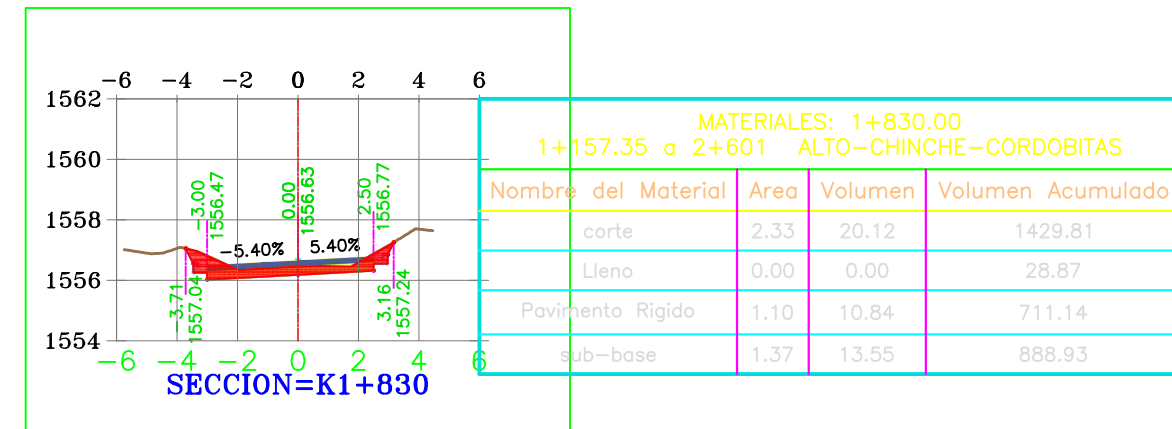 -6 -4 -2 0 2 4 6
1562
1560
1558
1556
1554
-3.00
1556.47
0.00
1556.63
2.50
1556.77
-5.40% 5.40%
-3.71
1557.04
3.16
1557.24
-6 -4 -2 0 2 4 6
SECCION=K1+830
MATERIALES: 1+830.00
1+157.35 a 2+601 ALTO-CHINCHE-CORDOBITAS
Nombre del Material Area Volumen Volumen Acumulado
corte 2.33 20.12 1429.81
Lleno 0.00 0.00 28.87
Pavimento Rigido 1.10 10.84 711.14
sub-base 1.37 13.55 888.93